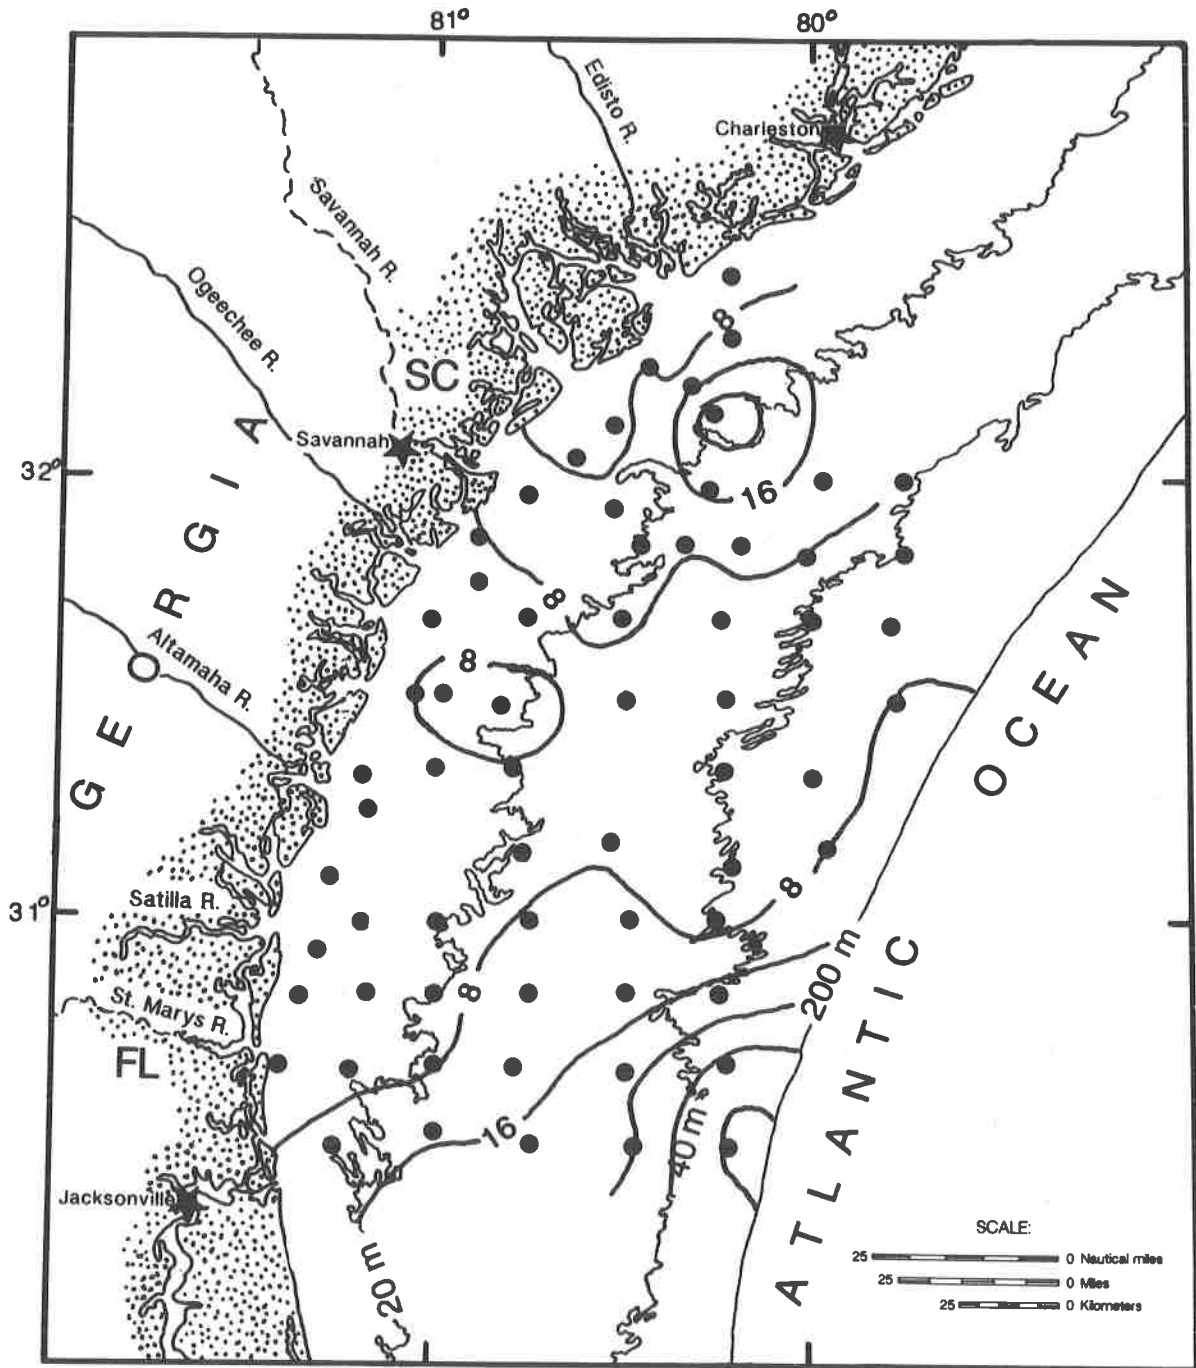 81°
80°
Edisto R.
Charleston
Savannah R.
Ogeechee R.
SC
8
Savannah
32°
16
GEORGIA
8
Altamaha R.
8
OCEAN
8
31°
Satilla R.
200 m
8
St. Marys R.
FL
ATLANTIC
16
40 m
Jacksonville
20 m
SCALE:
25 0 Nautical miles
25 0 Miles
25 0 Kilometers